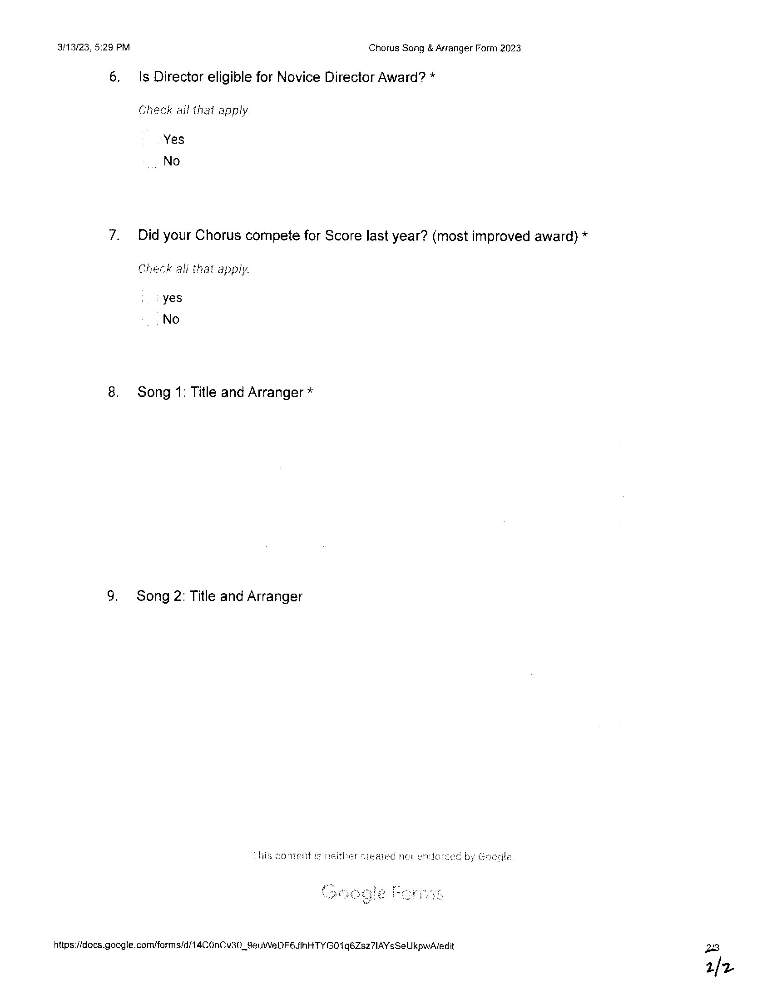 3/13/23, 5:29 PM
Chorus Song & Arranger Form 2023
6. Is Director eligible for Novice Director Award? *
Check all that apply.
Yes
No
7. Did your Chorus compete for Score last year? (most improved award) *
Check all that apply.
yes
No
8. Song 1: Title and Arranger *
9. Song 2: Title and Arranger
This content is neither created nor endorsed by Google.
Google Forms
https://docs.google.com/forms/d/14C0nCv30_9euWeDF6JlhHTYG01q6Zsz7lAYsSeUkpwA/edit
2/3
2/2